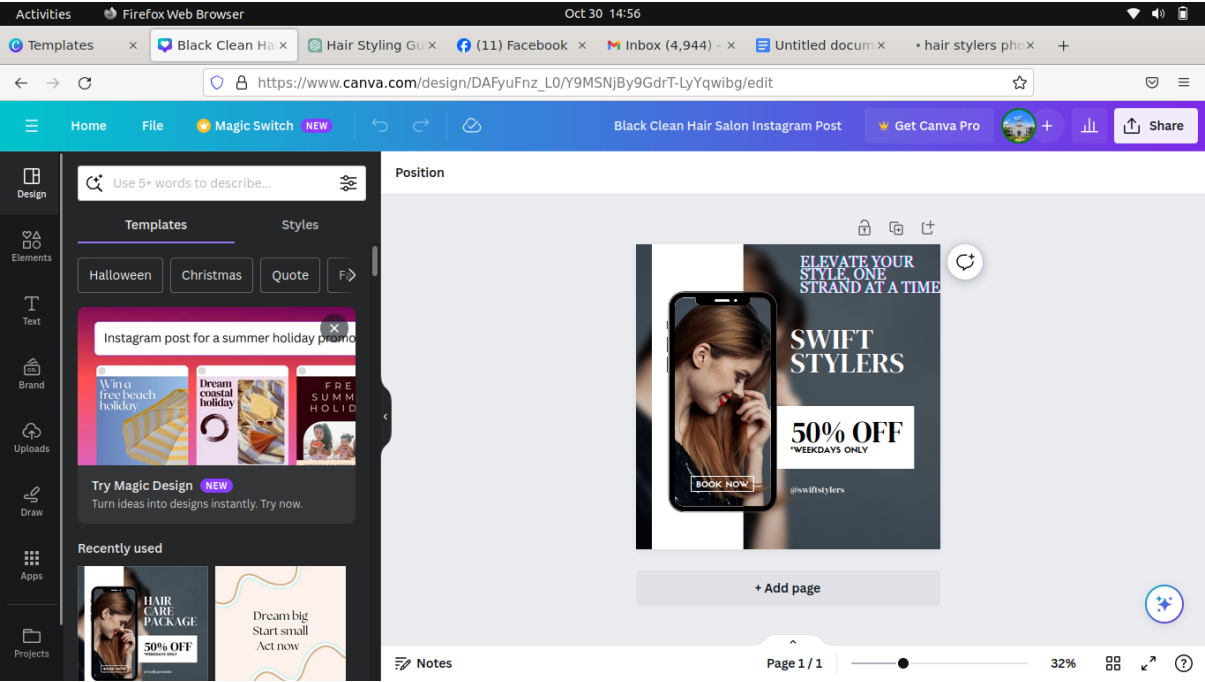 Activities
Firefox Web Browser
Oct 30 14:56
Templates
Black Clean Ha
Hair Styling Gu
(11) Facebook
Inbox (4,944) -
Untitled docum
• hair stylers pho
https://www.canva.com/design/DAFyuFnz_L0/Y9MSNjBy9GdrT-LyYqwibg/edit
Home
File
Magic Switch NEW
Black Clean Hair Salon Instagram Post
Get Canva Pro
Share
Design
Elements
Text
Brand
Uploads
Draw
Apps
Projects
Use 5+ words to describe...
Templates
Styles
Halloween
Christmas
Quote
Instagram post for a summer holiday promo
Win a
free beach
holiday
Dream
coastal
holiday
FREE
SUMM
HOLID
Try Magic Design NEW
Turn ideas into designs instantly. Try now.
Recently used
HAIR
CARE
PACKAGE
50% OFF
*WEEKDAYS ONLY
BOOK NOW
Dream big
Start small
Act now
Position
ELEVATE YOUR
STYLE, ONE
STRAND AT A TIME
SWIFT
STYLERS
50% OFF
*WEEKDAYS ONLY
BOOK NOW
@swiftstylers
+ Add page
Notes
Page 1 / 1
32%